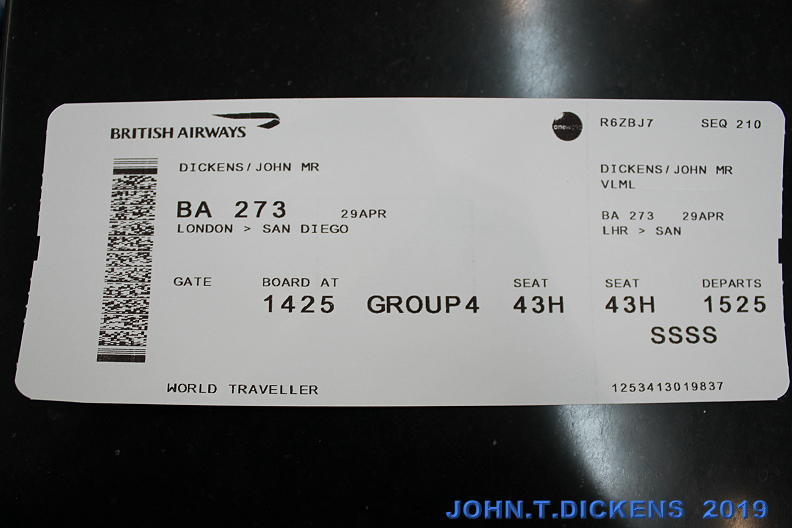 BRITISH AIRWAYS
oneworld
R6ZBJ7 SEQ 210
DICKENS/JOHN MR
DICKENS/JOHN MR
VLML
BA 273 29APR
LONDON > SAN DIEGO
BA 273 29APR
LHR > SAN
GATE BOARD AT SEAT SEAT DEPARTS
1425 GROUP4 43H 43H 1525
SSSS
WORLD TRAVELLER
1253413019837
JOHN.T.DICKENS 2019